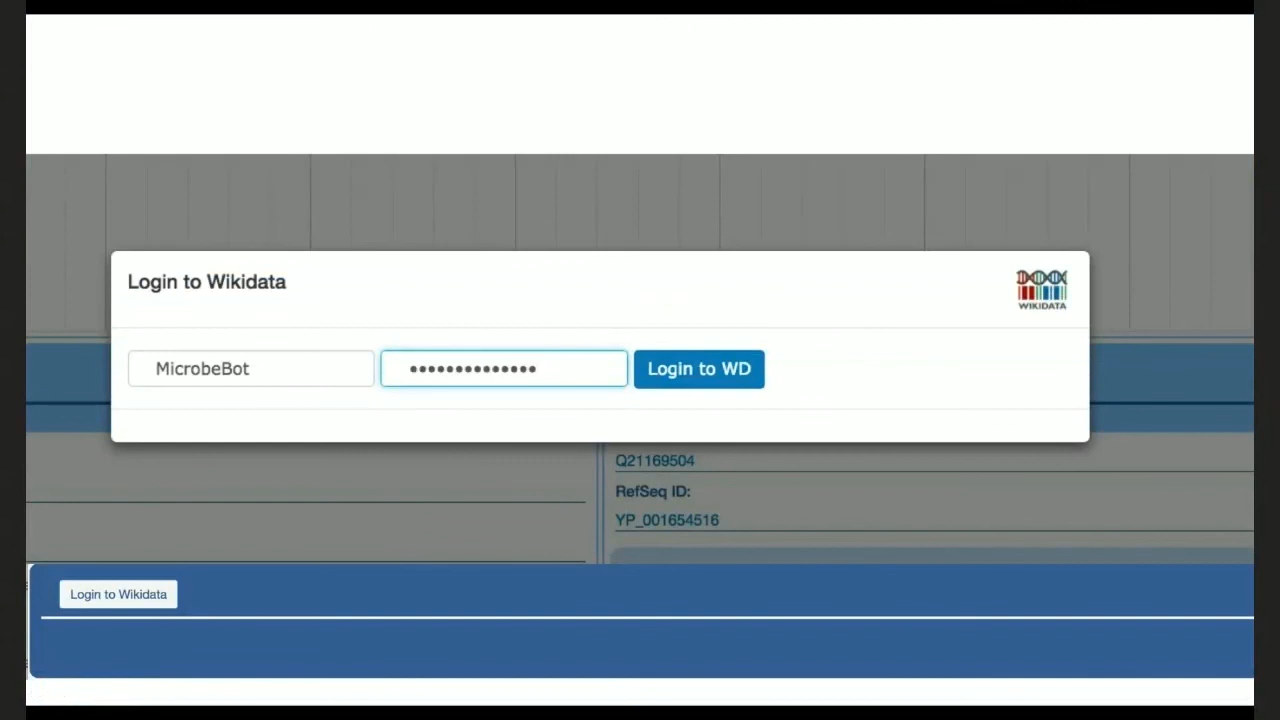 Login to Wikidata
WIKIDATA
MicrobeBot
••••••••••••••
Login to WD
Q21169504
RefSeq ID:
YP_001654516
Login to Wikidata